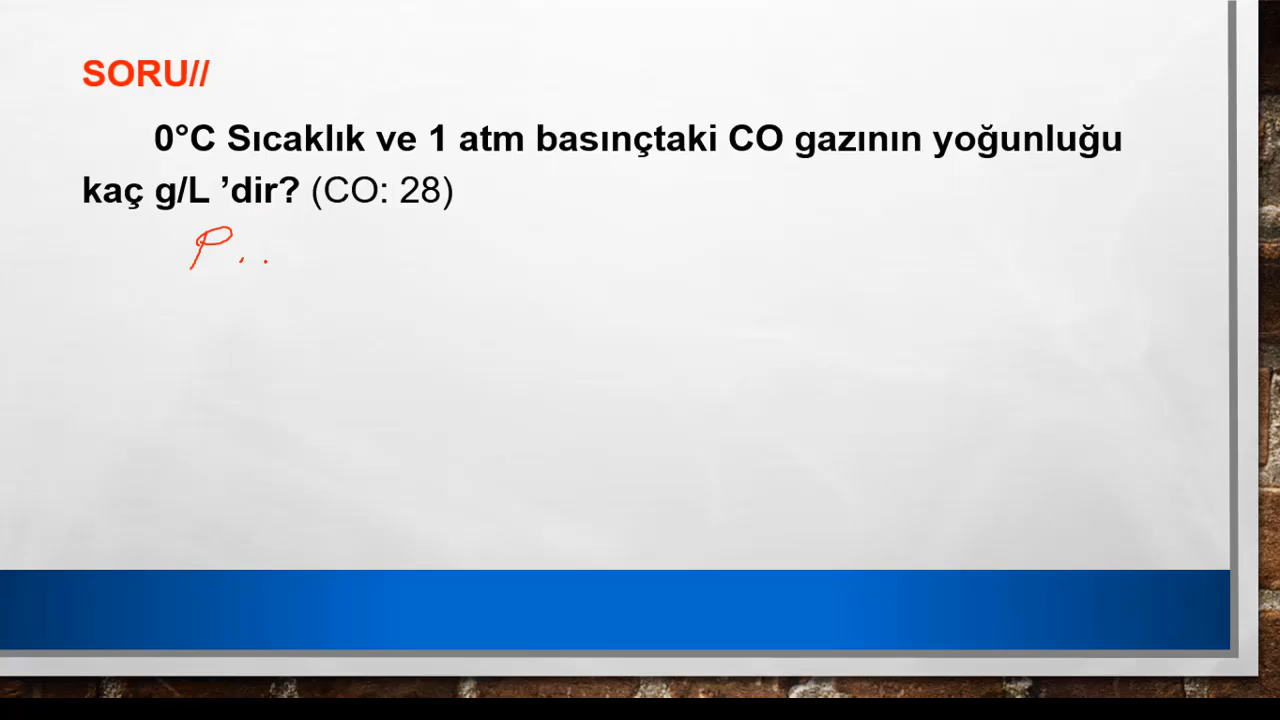 SORU//
0°C Sıcaklık ve 1 atm basınçtaki CO gazının yoğunluğu
kaç g/L ’dir? (CO: 28)
P..